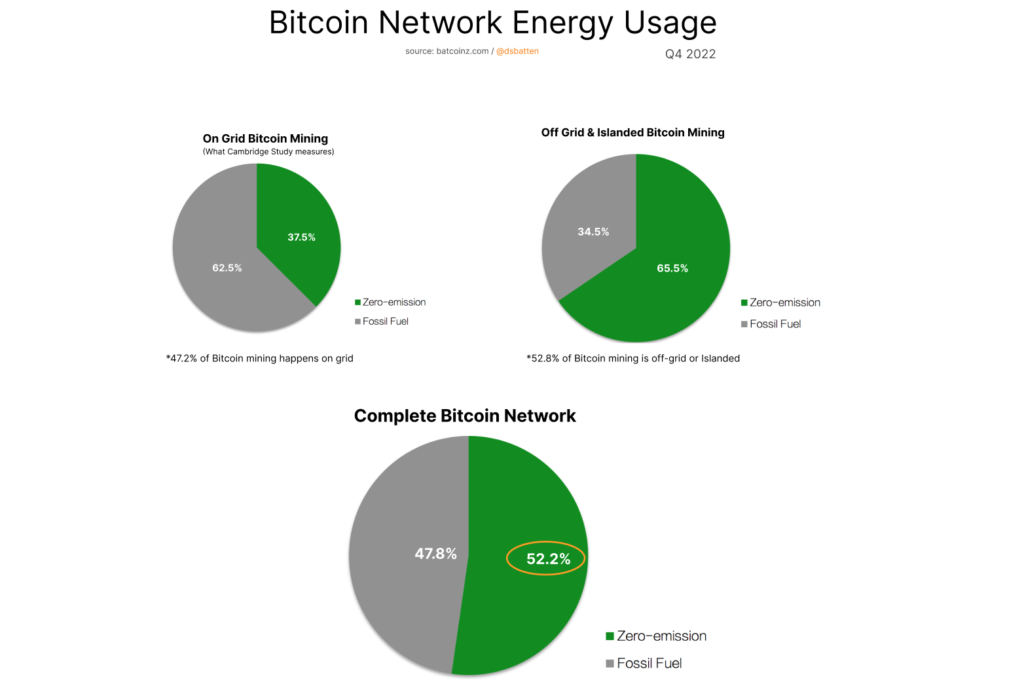 Bitcoin Network Energy Usage
source: batcoinz.com / @dsbatten
Q4 2022
On Grid Bitcoin Mining
(What Cambridge Study measures)
37.5%
62.5%
Zero-emission
Fossil Fuel
*47.2% of Bitcoin mining happens on grid
Off Grid & Islanded Bitcoin Mining
34.5%
65.5%
Zero-emission
Fossil Fuel
*52.8% of Bitcoin mining is off-grid or Islanded
Complete Bitcoin Network
47.8%
52.2%
Zero-emission
Fossil Fuel